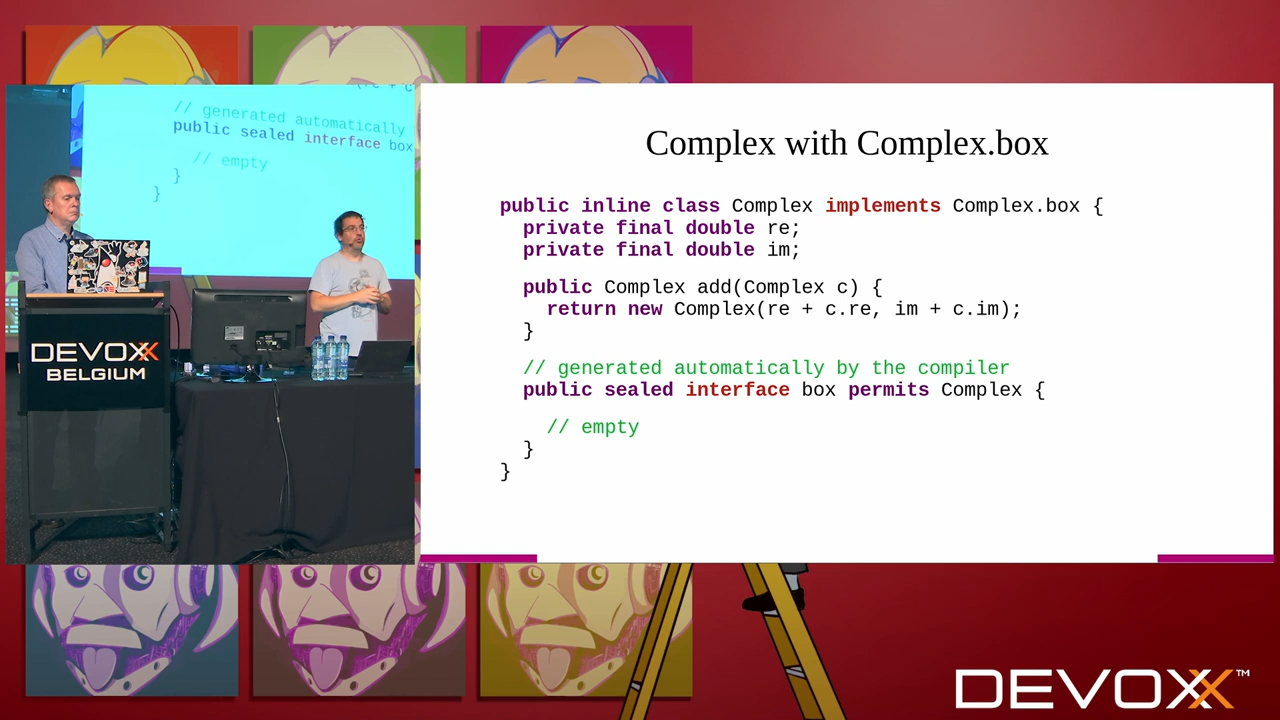 (re + c
// generated automatically
public sealed interface box
// empty
}
}
DEVOXX
BELGIUM
Complex with Complex.box
public inline class Complex implements Complex.box {
private final double re;
private final double im;
public Complex add(Complex c) {
return new Complex(re + c.re, im + c.im);
}
// generated automatically by the compiler
public sealed interface box permits Complex {
// empty
}
}
DEVOXX™